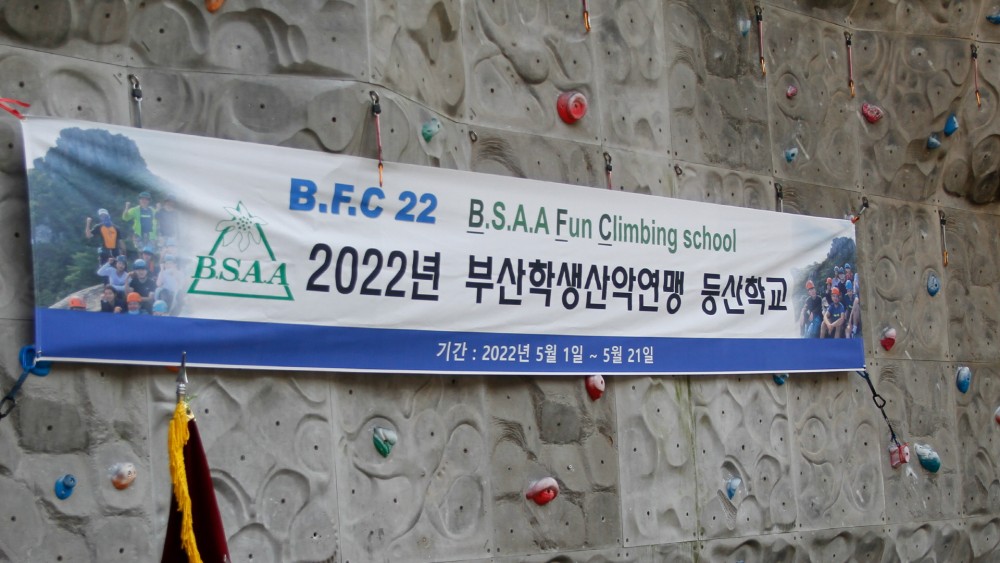 B.F.C 22 B.S.A.A Fun Climbing school
BSAA
2022년 부산학생산악연맹 등산학교
기간 : 2022년 5월 1일 ~ 5월 21일